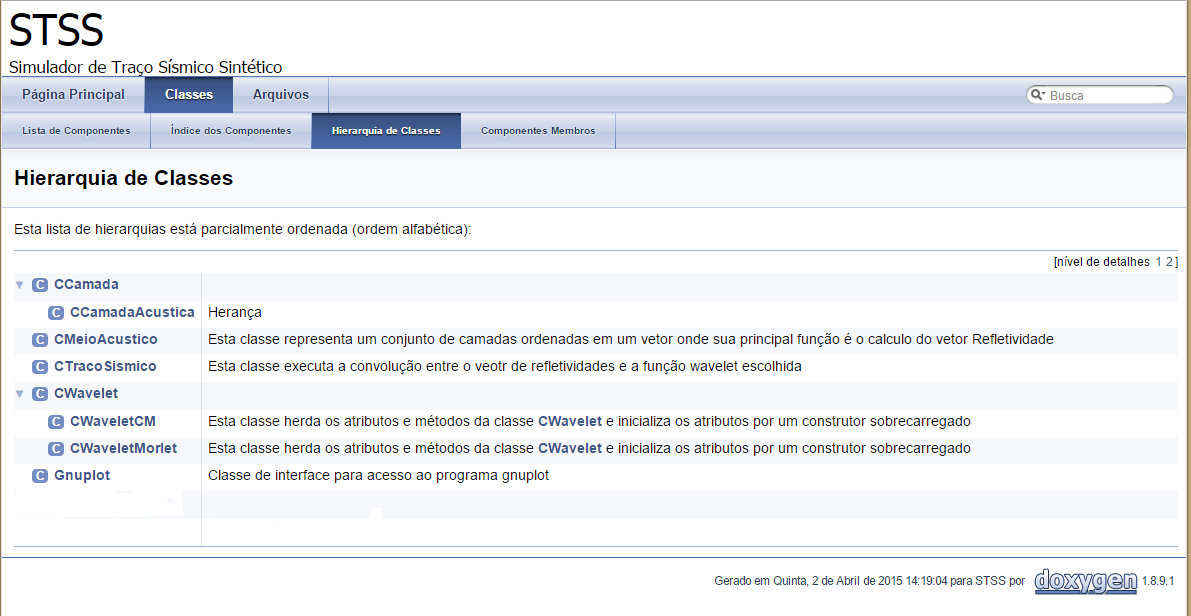 STSS
Simulador de Traço Sísmico Sintético
Página Principal Classes Arquivos Busca
Lista de Componentes Índice dos Componentes Hierarquia de Classes Componentes Membros
Hierarquia de Classes
Esta lista de hierarquias está parcialmente ordenada (ordem alfabética):
[nível de detalhes 1 2]
C CCamada
C CCamadaAcustica Herança
C CMeioAcustico Esta classe representa um conjunto de camadas ordenadas em um vetor onde sua principal função é o calculo do vetor Refletividade
C CTracoSismico Esta classe executa a convolução entre o veotr de refletividades e a função wavelet escolhida
C CWavelet
C CWaveletCM Esta classe herda os atributos e métodos da classe CWavelet e inicializa os atributos por um construtor sobrecarregado
C CWaveletMorlet Esta classe herda os atributos e métodos da classe CWavelet e inicializa os atributos por um construtor sobrecarregado
C Gnuplot Classe de interface para acesso ao programa gnuplot
Gerado em Quinta, 2 de Abril de 2015 14:19:04 para STSS por doxygen 1.8.9.1